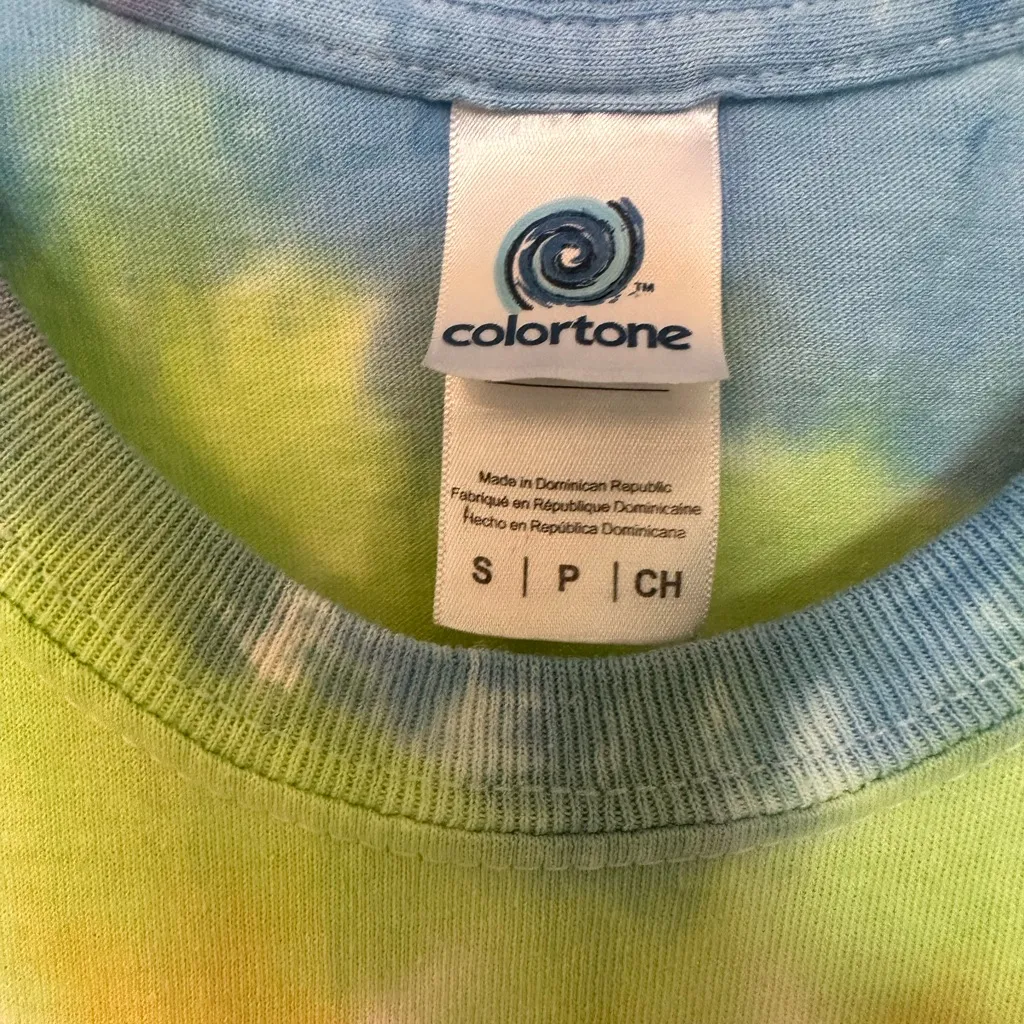 TM
colortone
Made in Dominican Republic
Fabriqué en République Dominicaine
Hecho en República Dominicana
S | P | CH